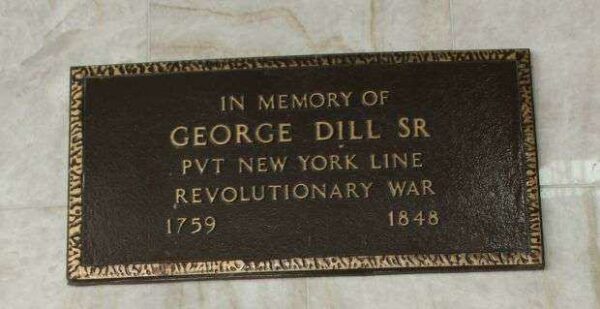 IN MEMORY OF
GEORGE DILL SR
PVT NEW YORK LINE
REVOLUTIONARY WAR
1759 1848